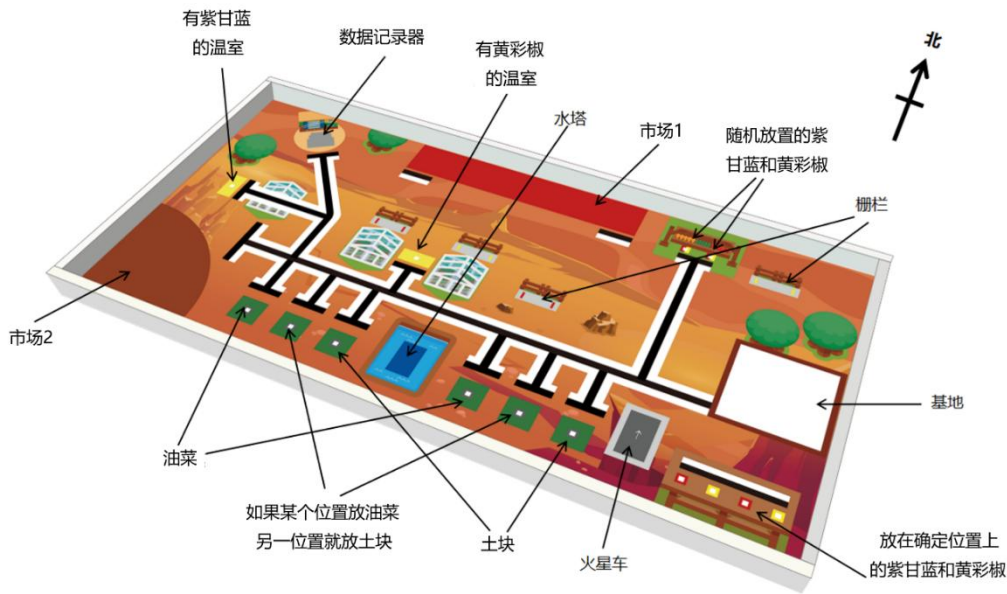 北
有紫甘蓝
的温室
数据记录器
有黄彩椒
的温室
水塔
市场1
随机放置的紫
甘蓝和黄彩椒
栅栏
市场2
基地
油菜
如果某个位置放油菜
另一位置就放土块
土块
火星车
放在确定位置上
的紫甘蓝和黄彩椒